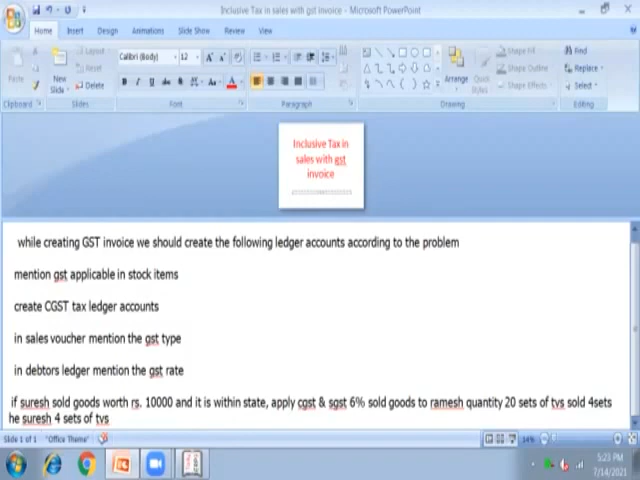 Inclusive Tax in sales with gst invoice - Microsoft PowerPoint
Home Insert Design Animations Slide Show Review View
Paste
New Slide
Layout
Reset
Delete
Calibri (Body) 12
Arrange
Quick Styles
Shape Fill
Shape Outline
Shape Effects
Find
Replace
Select
Clipboard Slides Font Paragraph Drawing Editing
Inclusive Tax in
sales with gst
invoice
while creating GST invoice we should create the following ledger accounts according to the problem
mention gst applicable in stock items
create CGST tax ledger accounts
in sales voucher mention the gst type
in debtors ledger mention the gst rate
if suresh sold goods worth rs. 10000 and it is within state, apply cgst & sgst 6% sold goods to ramesh quantity 20 sets of tvs sold 4sets
he suresh 4 sets of tvs
Slide 1 of 1 "Office Theme" 14%
5:23 PM
7/14/2021